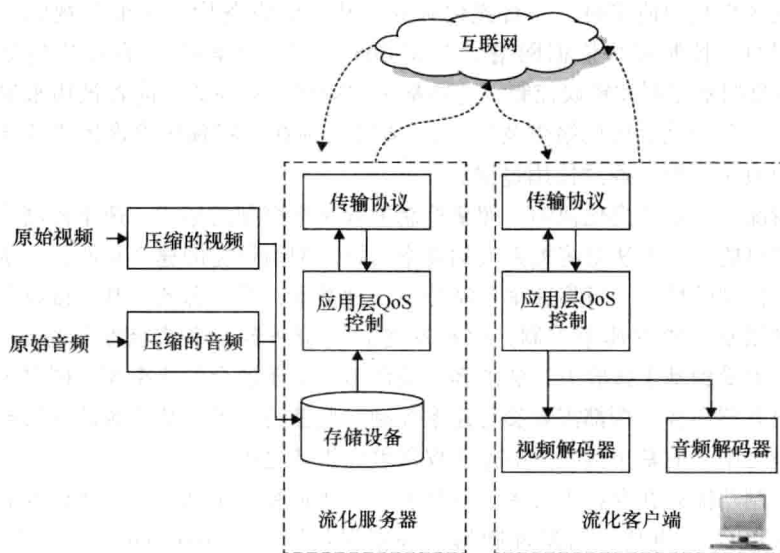 互联网
传输协议
传输协议
原始视频
压缩的视频
应用层QoS
控制
应用层QoS
控制
原始音频
压缩的音频
存储设备
视频解码器
音频解码器
流化服务器
流化客户端